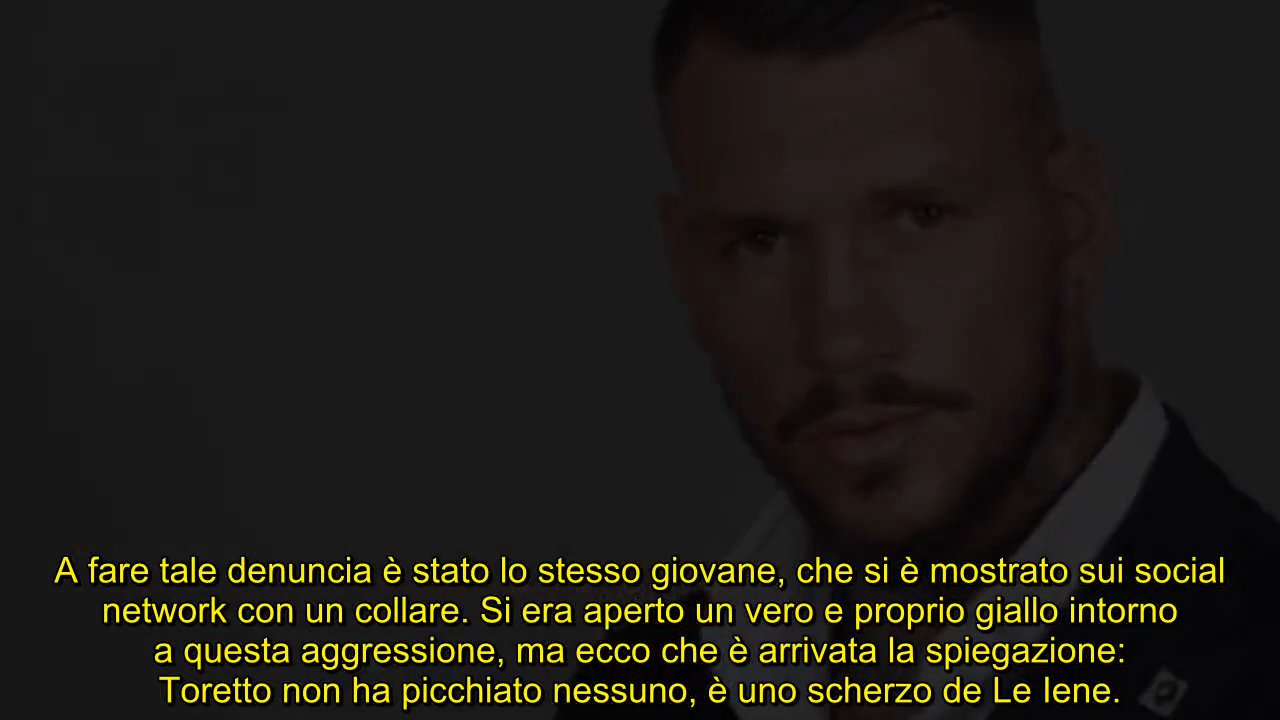 A fare tale denuncia è stato lo stesso giovane, che si è mostrato sui social
network con un collare. Si era aperto un vero e proprio giallo intorno
a questa aggressione, ma ecco che è arrivata la spiegazione:
Toretto non ha picchiato nessuno, è uno scherzo de Le Iene.